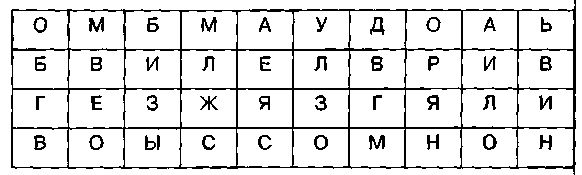 О М Б М А У Д О А Ь
Б В И Л Е Л В Р И В
Г Е З Ж Я З Г Я Л И
В О Ы С С О М Н О Н